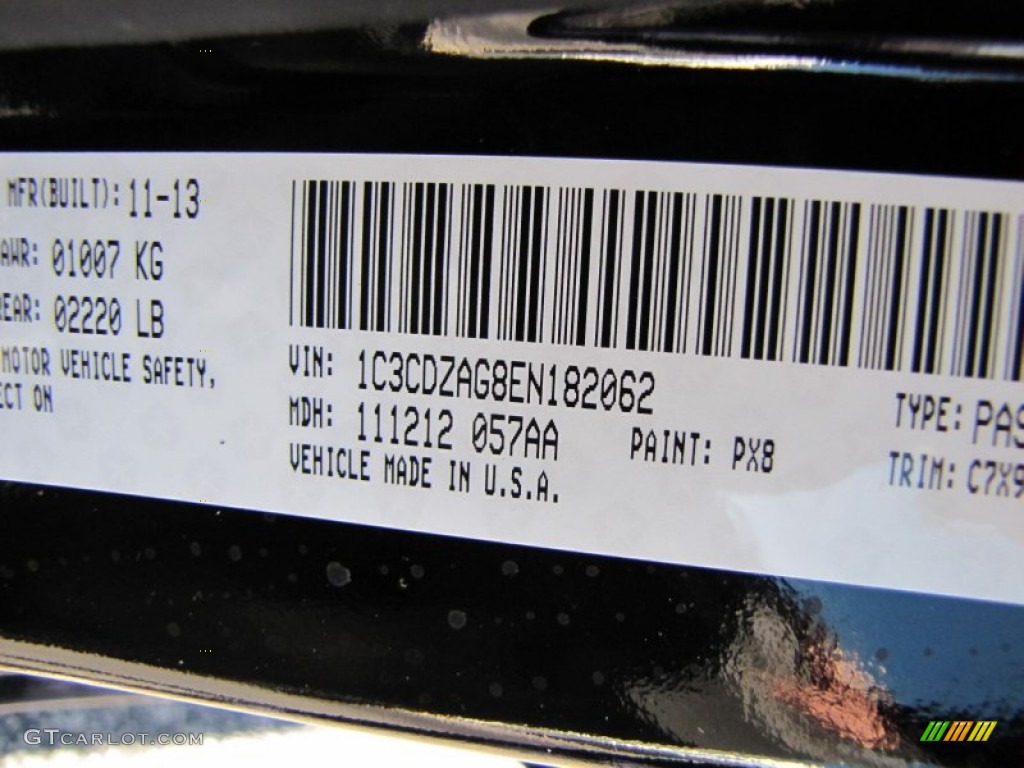 MFR(BUILT): 11-13
AWR: 01007 KG
EAR: 02220 LB
MOTOR VEHICLE SAFETY,
ECT ON
VIN: 1C3CDZAG8EN182062
MDH: 111212 057AA
PAINT: PX8
VEHICLE MADE IN U.S.A.
TYPE: PAS
TRIM: C7X9
GTCARLOT.COM